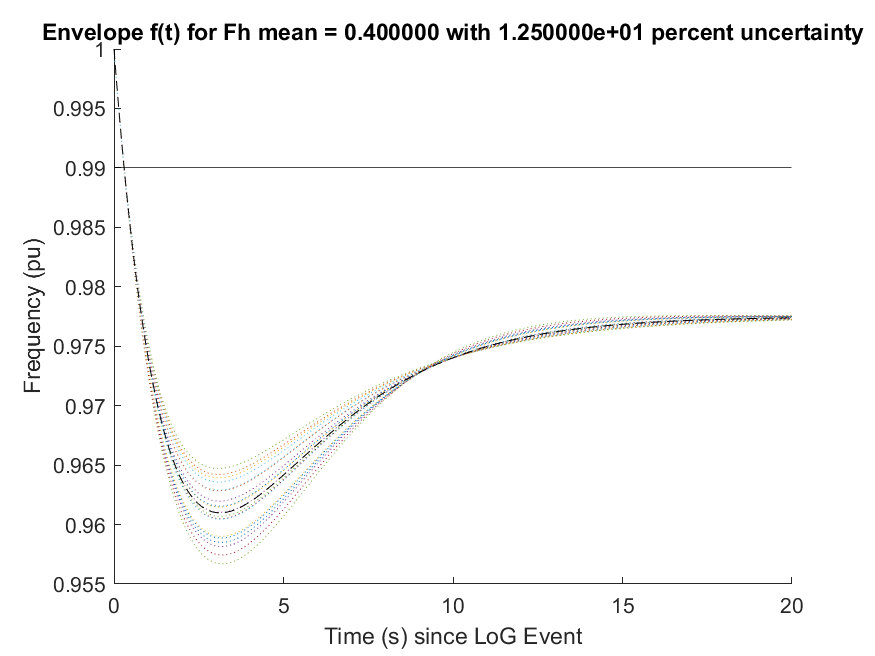 Envelope f(t) for Fh mean = 0.400000 with 1.250000e+01 percent uncertainty
1
0.995
0.99
0.985
0.98
0.975
0.97
0.965
0.96
0.955
Frequency (pu)
0 5 10 15 20
Time (s) since LoG Event